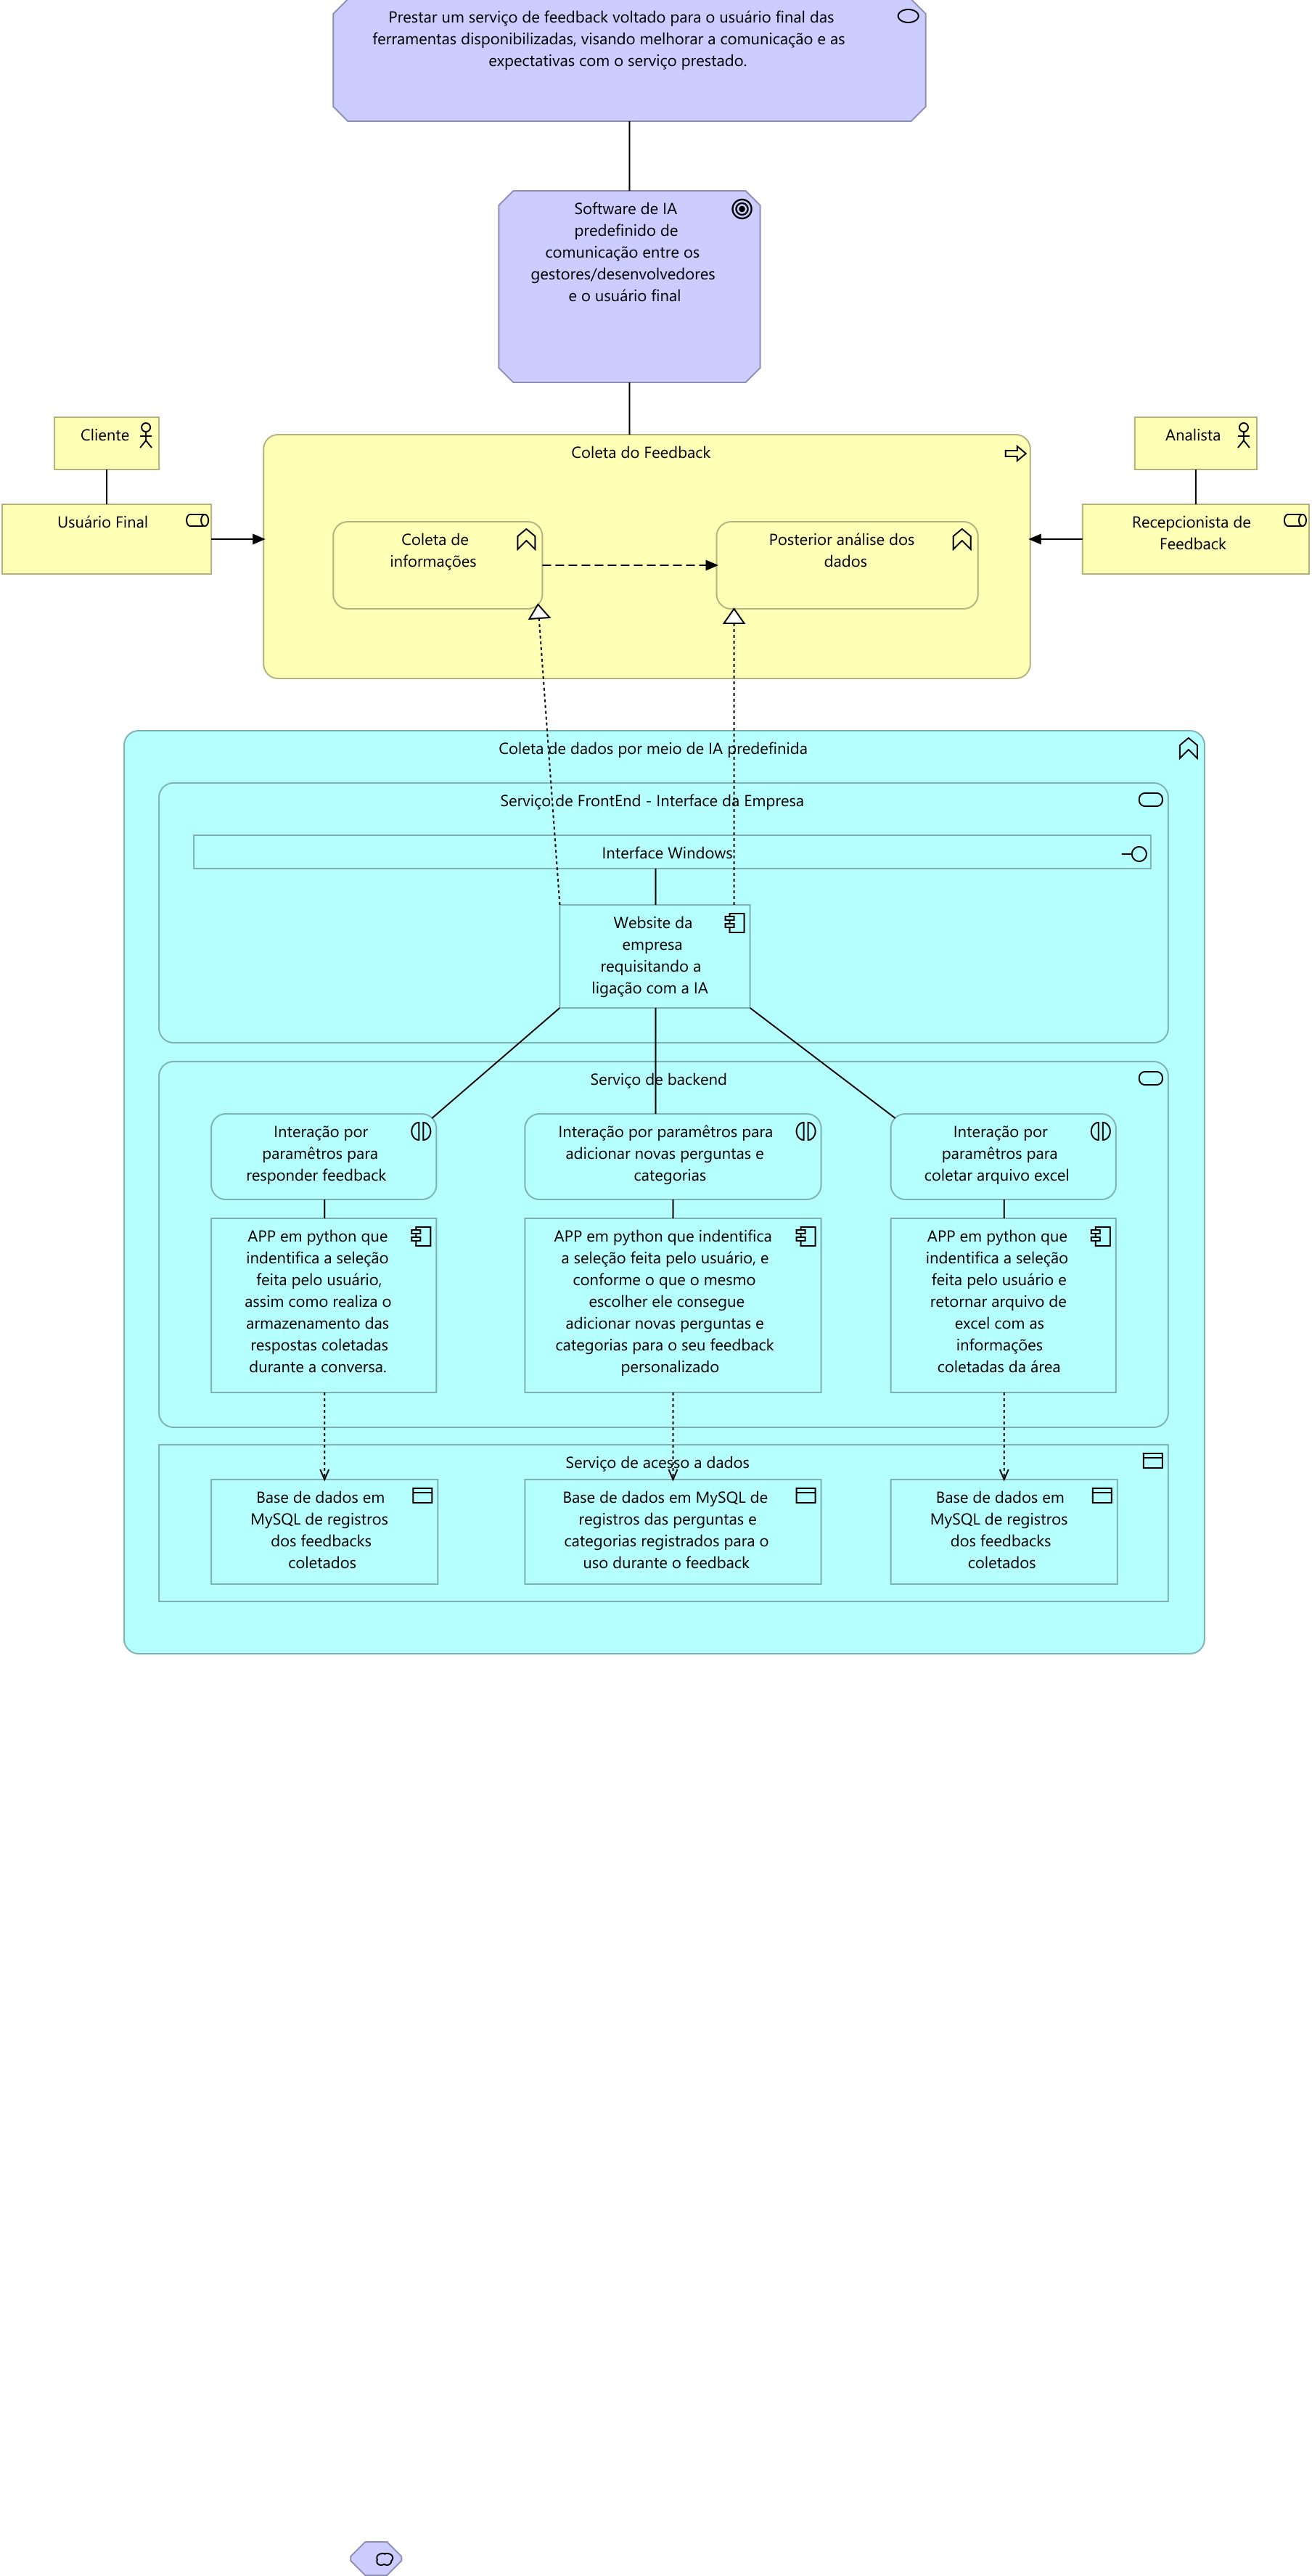 Prestar um serviço de feedback voltado para o usuário final das
ferramentas disponibilizadas, visando melhorar a comunicação e as
expectativas com o serviço prestado.
Software de IA
predefinido de
comunicação entre os
gestores/desenvolvedores
e o usuário final
Cliente
Analista
Coleta do Feedback
Usuário Final
Recepcionista de
Feedback
Coleta de
informações
Posterior análise dos
dados
Coleta de dados por meio de IA predefinida
Serviço de FrontEnd - Interface da Empresa
Interface Windows
Website da
empresa
requisitando a
ligação com a IA
Serviço de backend
Interação por
paramêtros para
responder feedback
Interação por paramêtros para
adicionar novas perguntas e
categorias
Interação por
paramêtros para
coletar arquivo excel
APP em python que
indentifica a seleção
feita pelo usuário,
assim como realiza o
armazenamento das
respostas coletadas
durante a conversa.
APP em python que indentifica
a seleção feita pelo usuário, e
conforme o que o mesmo
escolher ele consegue
adicionar novas perguntas e
categorias para o seu feedback
personalizado
APP em python que
indentifica a seleção
feita pelo usuário e
retornar arquivo de
excel com as
informações
coletadas da área
Serviço de acesso a dados
Base de dados em
MySQL de registros
dos feedbacks
coletados
Base de dados em MySQL de
registros das perguntas e
categorias registrados para o
uso durante o feedback
Base de dados em
MySQL de registros
dos feedbacks
coletados